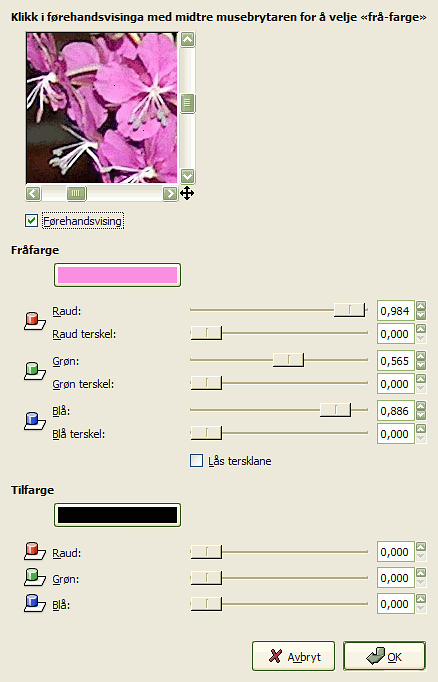 Klikk i førehandsvisinga med midtre musebrytaren for å velje «frå-farge»
Førehandsvising
Fråfarge
Raud: 0,984
Raud terskel: 0,000
Grøn: 0,565
Grøn terskel: 0,000
Blå: 0,886
Blå terskel: 0,000
Lås tersklane
Tilfarge
Raud: 0,000
Grøn: 0,000
Blå: 0,000
Avbryt OK